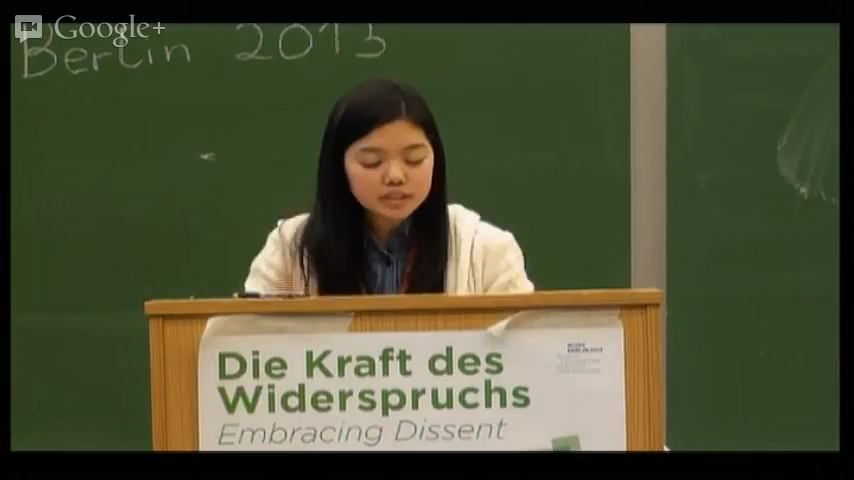 Google+
Berlin 2013
Die Kraft des
Widerspruchs
Embracing Dissent